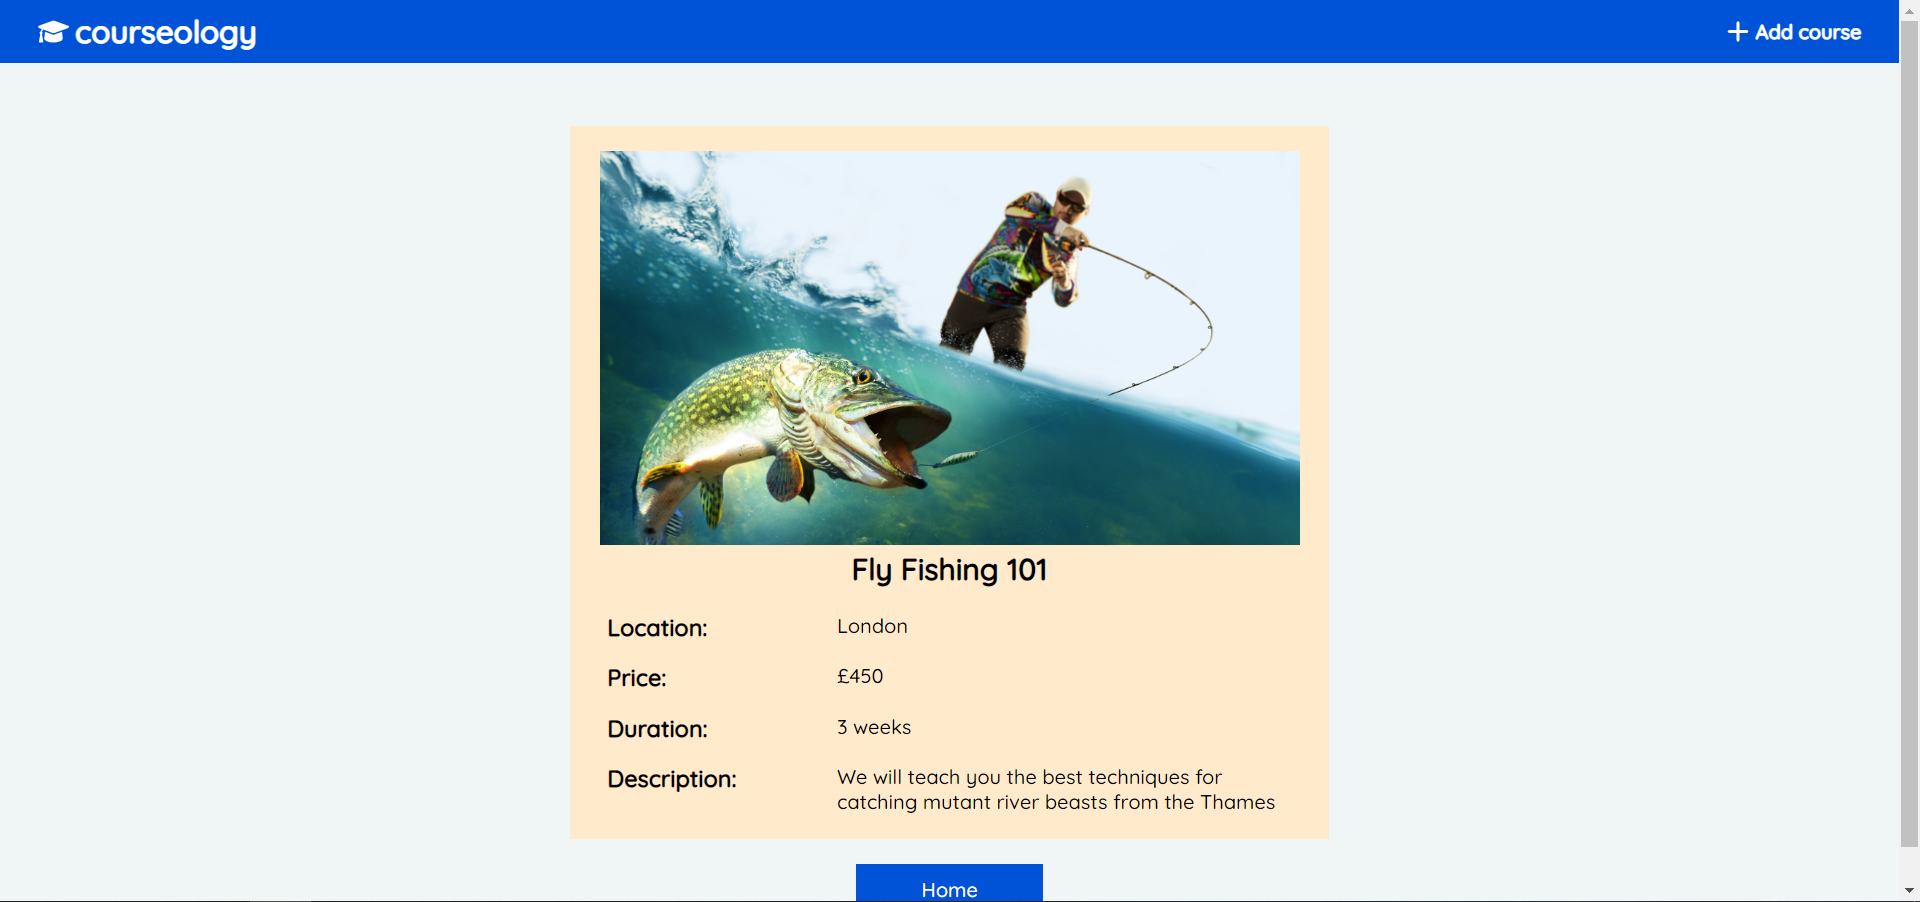 courseology
Add course
Fly Fishing 101
Location: London
Price: £450
Duration: 3 weeks
Description: We will teach you the best techniques for
catching mutant river beasts from the Thames
Home